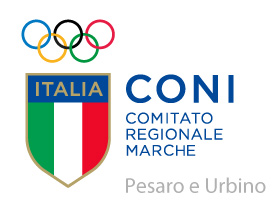 ITALIA
CONI
COMITATO
REGIONALE
MARCHE
Pesaro e Urbino